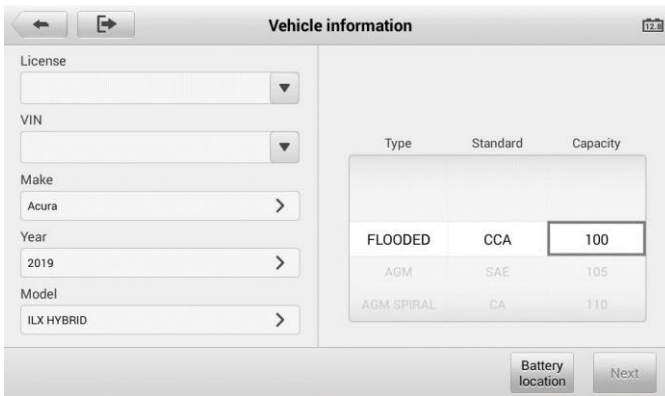 Vehicle information
12.8
License
VIN
Make
Acura
Year
2019
Model
ILX HYBRID
Type Standard Capacity
FLOODED CCA 100
AGM SAE 105
AGM SPIRAL CA 110
Battery
location
Next